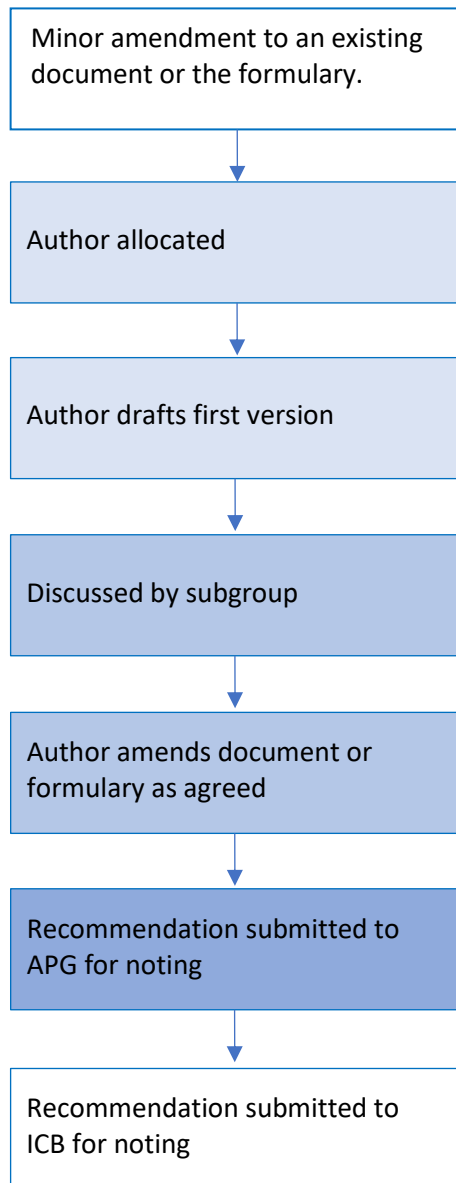 Minor amendment to an existing
document or the formulary.
Author allocated
Author drafts first version
Discussed by subgroup
Author amends document or
formulary as agreed
Recommendation submitted to
APG for noting
Recommendation submitted to
ICB for noting